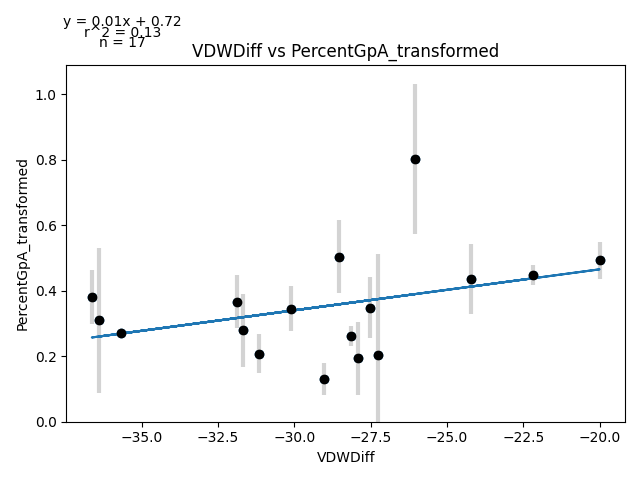 y = 0.01x + 0.72
r^2 = 0.13
n = 17
VDWDiff vs PercentGpA_transformed
PercentGpA_transformed
1.0
0.8
0.6
0.4
0.2
0.0
−35.0 −32.5 −30.0 −27.5 −25.0 −22.5 −20.0
VDWDiff